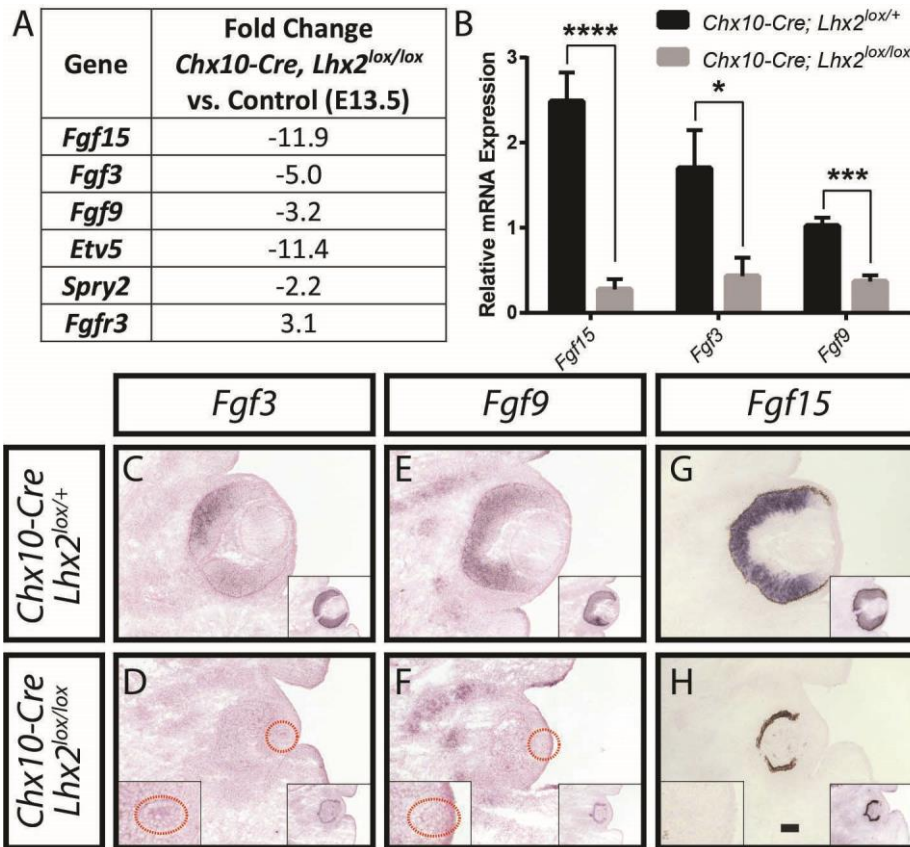 A
Gene
Fold Change
Chx10-Cre, Lhx2lox/lox
vs. Control (E13.5)
Fgf15 -11.9
Fgf3 -5.0
Fgf9 -3.2
Etv5 -11.4
Spry2 -2.2
Fgfr3 3.1
B
Chx10-Cre; Lhx2lox/+
Chx10-Cre; Lhx2lox/lox
Relative mRNA Expression
3
2
1
0
****
*
***
Fgf15
Fgf3
Fgf9
Fgf3
Fgf9
Fgf15
Chx10-Cre
Lhx2lox/+
C
E
G
Chx10-Cre
Lhx2lox/lox
D
F
H